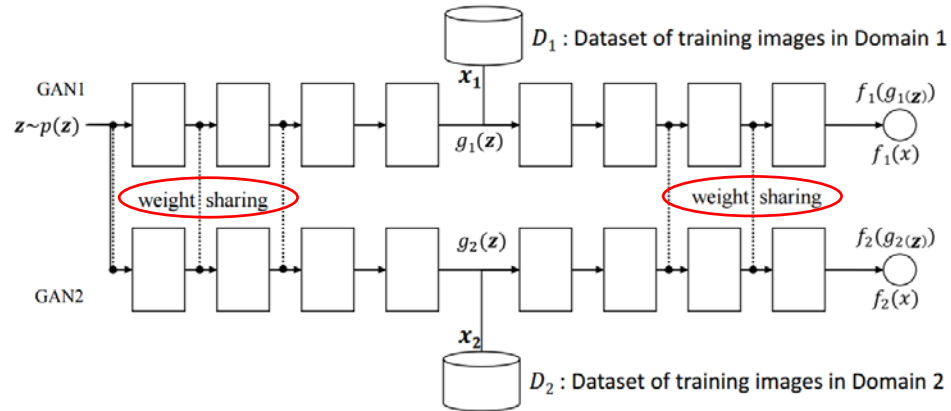 D₁ : Dataset of training images in Domain 1
x₁
GAN1
f₁(g₁₍z₎)
z~p(z)
g₁(z)
f₁(x)
weight sharing
weight sharing
g₂(z)
f₂(g₂₍z₎)
GAN2
f₂(x)
x₂
D₂ : Dataset of training images in Domain 2